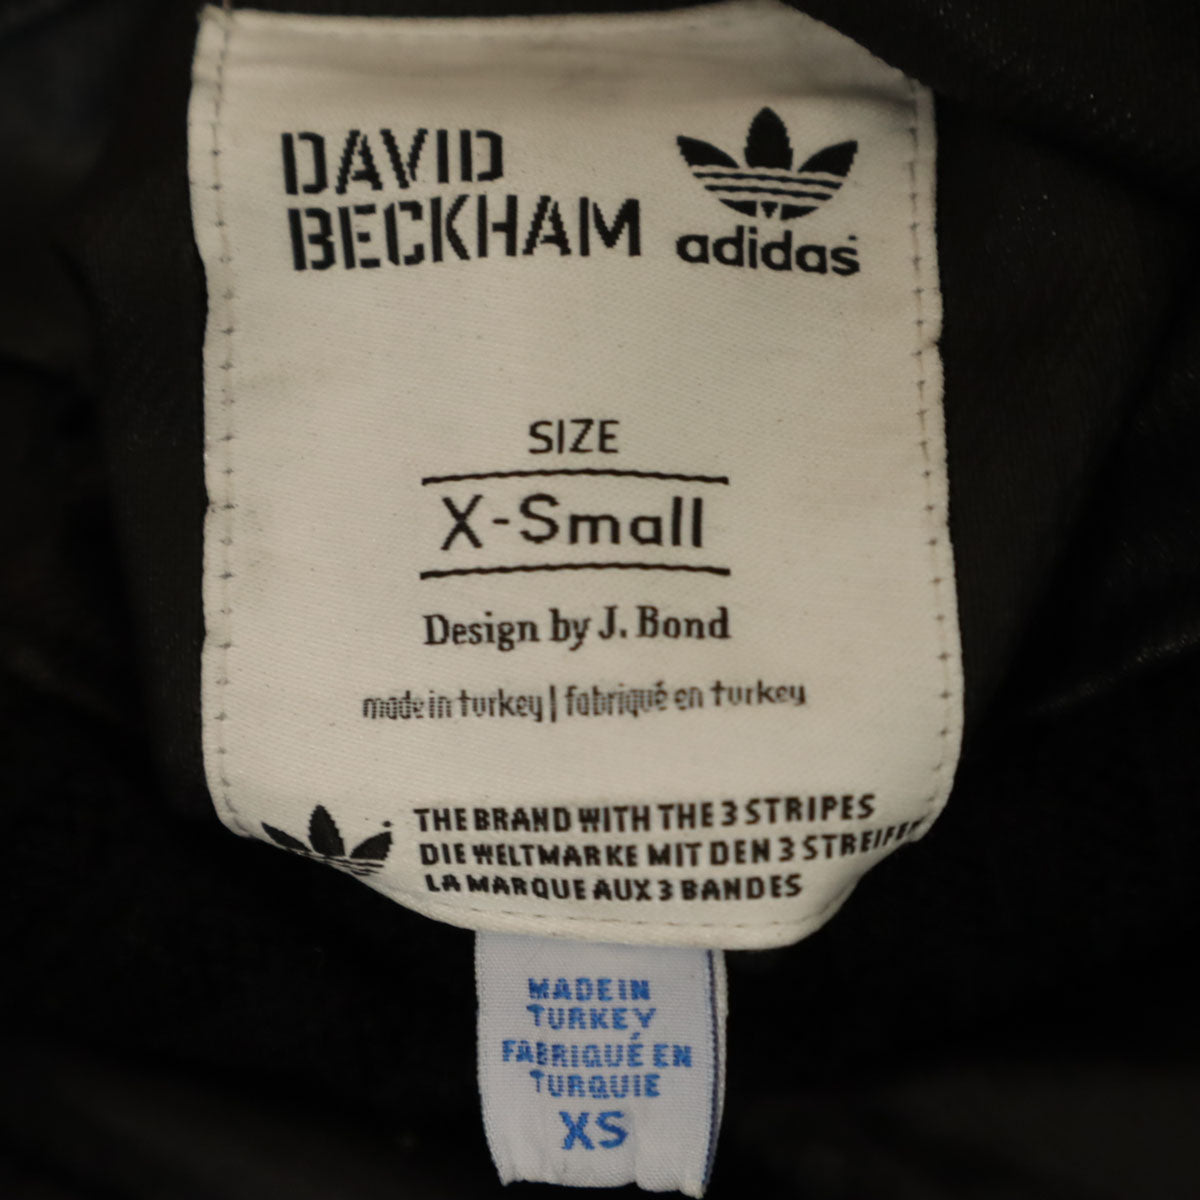 DAVID
BECKHAM
adidas
SIZE
X-Small
Design by J. Bond
made in turkey | fabriqué en turkey
THE BRAND WITH THE 3 STRIPES
DIE WELTMARKE MIT DEN 3 STREIFEN
LA MARQUE AUX 3 BANDES
MADE IN
TURKEY
FABRIQUÉ EN
TURQUIE
XS